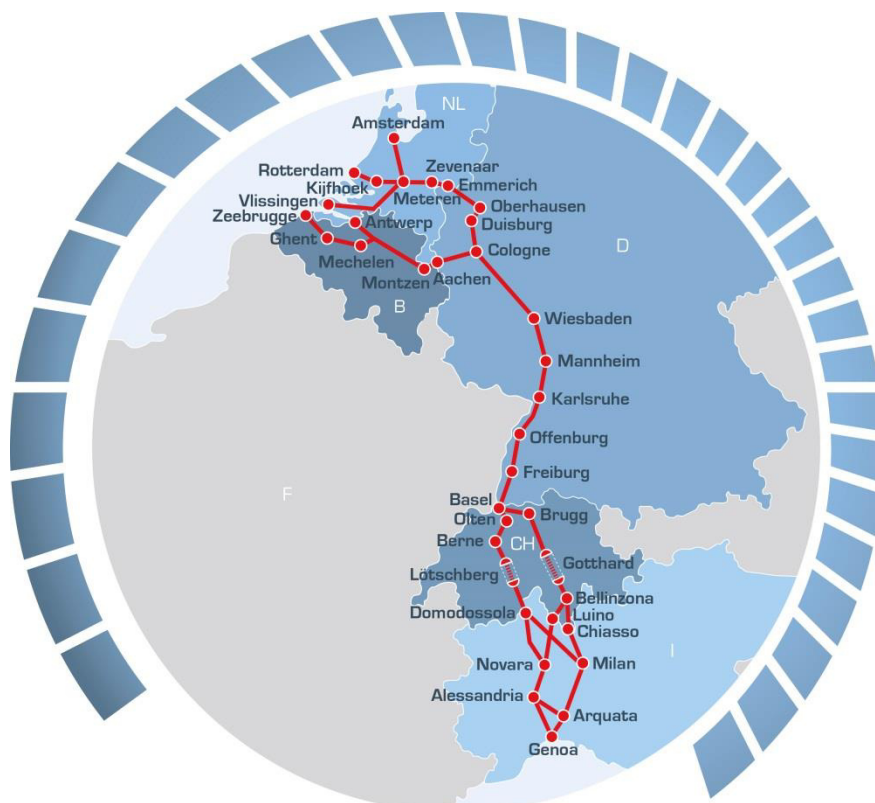 NL
Amsterdam
Rotterdam
Zevenaar
Kijfhoek
Emmerich
Vlissingen
Meteren
Oberhausen
Zeebrugge
Antwerp
Duisburg
Ghent
D
Cologne
Mechelen
Montzen
Aachen
B
Wiesbaden
Mannheim
Karlsruhe
Offenburg
Freiburg
F
Basel
Brugg
Olten
Berne
CH
Gotthard
Lötschberg
Bellinzona
Domodossola
Luino
Chiasso
I
Novara
Milan
Alessandria
Arquata
Genoa